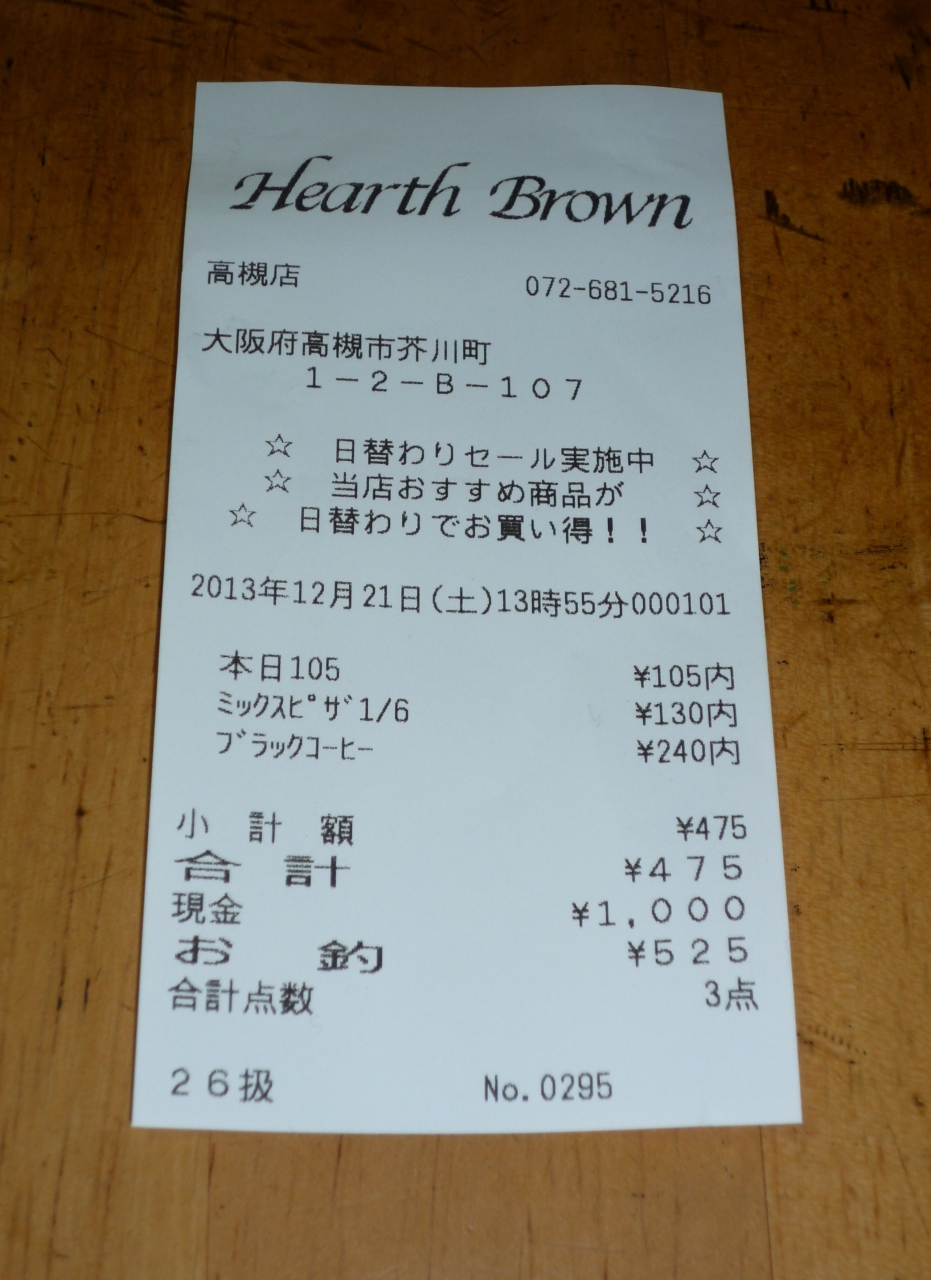 Hearth Brown
高槻店 072-681-5216
大阪府高槻市芥川町
1－2－B－107
☆ 日替わりセール実施中 ☆
☆ 当店おすすめ商品が ☆
☆ 日替わりでお買い得！！ ☆
2013年12月21日(土)13時55分000101
本日105 ¥105内
ﾐｯｸｽﾋﾟｻﾞ1/6 ¥130内
ﾌﾞﾗｯｸｺｰﾋｰ ¥240内
小計額 ¥475
合計 ¥475
現金 ¥1,000
お釣 ¥525
合計点数 3点
26扱 No.0295